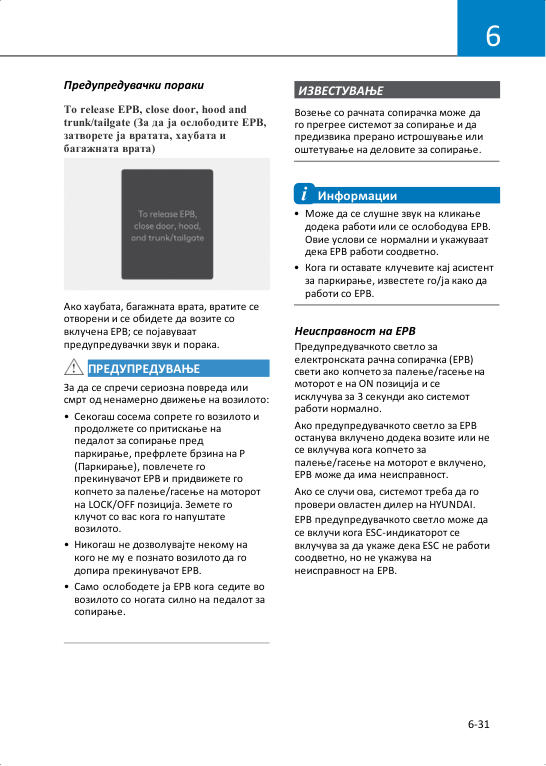 6
Предупредувачки пораки
To release EPB, close door, hood and
trunk/tailgate (За да ја ослободите EPB,
затворете ја вратата, хаубата и
багажната врата)
To release EPB,
close door, hood,
and trunk/tailgate
Ако хаубата, багажната врата, вратите се
отворени и се обидете да возите со
вклучена EPB; се појавуваат
предупредувачки звук и порака.
ПРЕДУПРЕДУВАЊЕ
За да се спречи сериозна повреда или
смрт од ненамерно движење на возилото:
• Секогаш сосема сопрете го возилото и
продолжете со притискање на
педалот за сопирање пред
паркирање, префрлете брзина на P
(Паркирање), повлечете го
прекинувачот EPB и придвижете го
копчето за палење/гасење на моторот
на LOCK/OFF позиција. Земете го
клучот со вас кога го напуштате
возилото.
• Никогаш не дозволувајте некому на
кого не му е познато возилото да го
допира прекинувачот EPB.
• Само ослободете ја EPB кога седите во
возилото со ногата силно на педалот за
сопирање.
ИЗВЕСТУВАЊЕ
Возење со рачната сопирачка може да
го прегрее системот за сопирање и да
предизвика прерано истрошување или
оштетување на деловите за сопирање.
i Информации
• Може да се слушне звук на кликање
додека работи или се ослободува EPB.
Овие услови се нормални и укажуваат
дека EPB работи соодветно.
• Кога ги оставате клучевите кај асистент
за паркирање, известете го/ја како да
работи со EPB.
Неисправност на EPB
Предупредувачкото светло за
електронската рачна сопирачка (EPB)
свети ако копчето за палење/гасење на
моторот е на ON позиција и се
исклучува за 3 секунди ако системот
работи нормално.
Ако предупредувачкото светло за EPB
останува вклучено додека возите или не
се вклучува кога копчето за
палење/гасење на моторот е вклучено,
EPB може да има неисправност.
Ако се случи ова, системот треба да го
провери овластен дилер на HYUNDAI.
EPB предупредувачкото светло може да
се вклучи кога ESC-индикаторот се
вклучува за да укаже дека ESC не работи
соодветно, но не укажува на
неисправност на EPB.
6-31